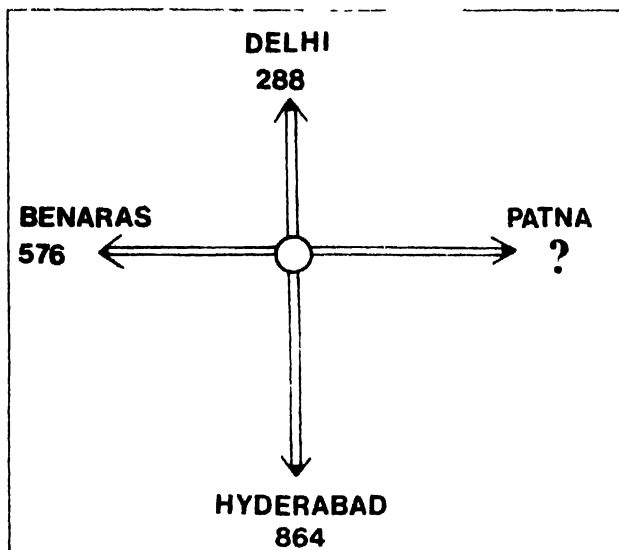 DELHI
288
BENARAS
576
PATNA
?
HYDERABAD
864